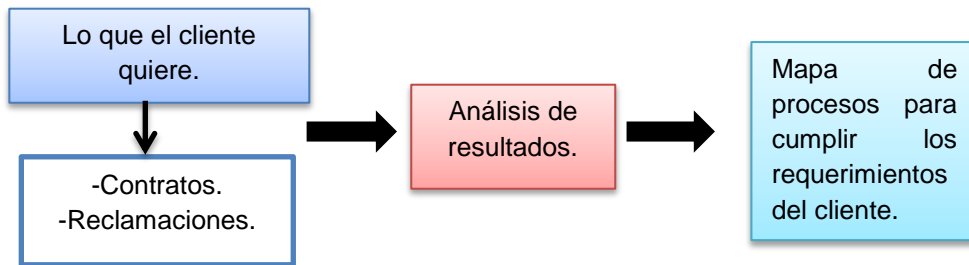 Lo que el cliente
quiere.
-Contratos.
-Reclamaciones.
Análisis de
resultados.
Mapa de
procesos para
cumplir los
requerimientos
del cliente.